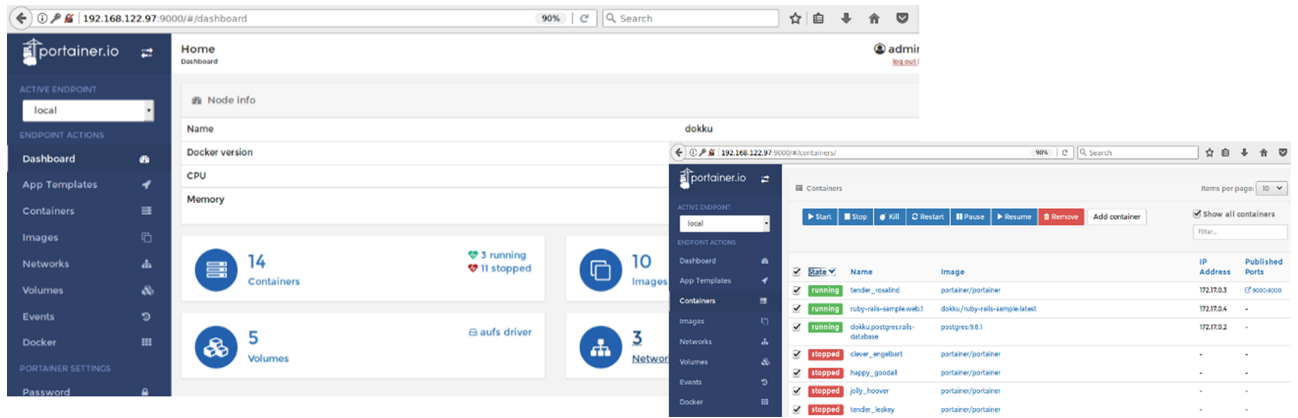 192.168.122.97:9000/#/dashboard 90% Search
portainer.io
ACTIVE ENDPOINT
local
ENDPOINT ACTIONS
Dashboard
App Templates
Containers
Images
Networks
Volumes
Events
Docker
PORTAINER SETTINGS
Password
Home
Dashboard
admin
log out
Node info
Name dokku
Docker version
CPU
Memory
14
Containers
3 running
11 stopped
10
Images
5
Volumes
aufs driver
3
Networ
192.168.122.97:9000/#/containers/ 90% Search
portainer.io
ACTIVE ENDPOINT
local
ENDPOINT ACTIONS
Dashboard
App Templates
Containers
Images
Networks
Volumes
Events
Docker
Containers Items per page: 10
Start Stop Kill Restart Pause Resume Remove Add container
Show all containers
Filter...
State Name Image IP Address Published Ports
running tender_rosalind portainer/portainer 172.17.0.3 9000:9000
running ruby-rails-sample.web.1 dokku/ruby-rails-sample:latest 172.17.0.4 -
running dokku.postgres.rails-database postgres:9.6.1 172.17.0.2 -
stopped clever_engelbart portainer/portainer - -
stopped happy_goodall portainer/portainer - -
stopped jolly_hoover portainer/portainer - -
stopped tender_leakey portainer/portainer - -